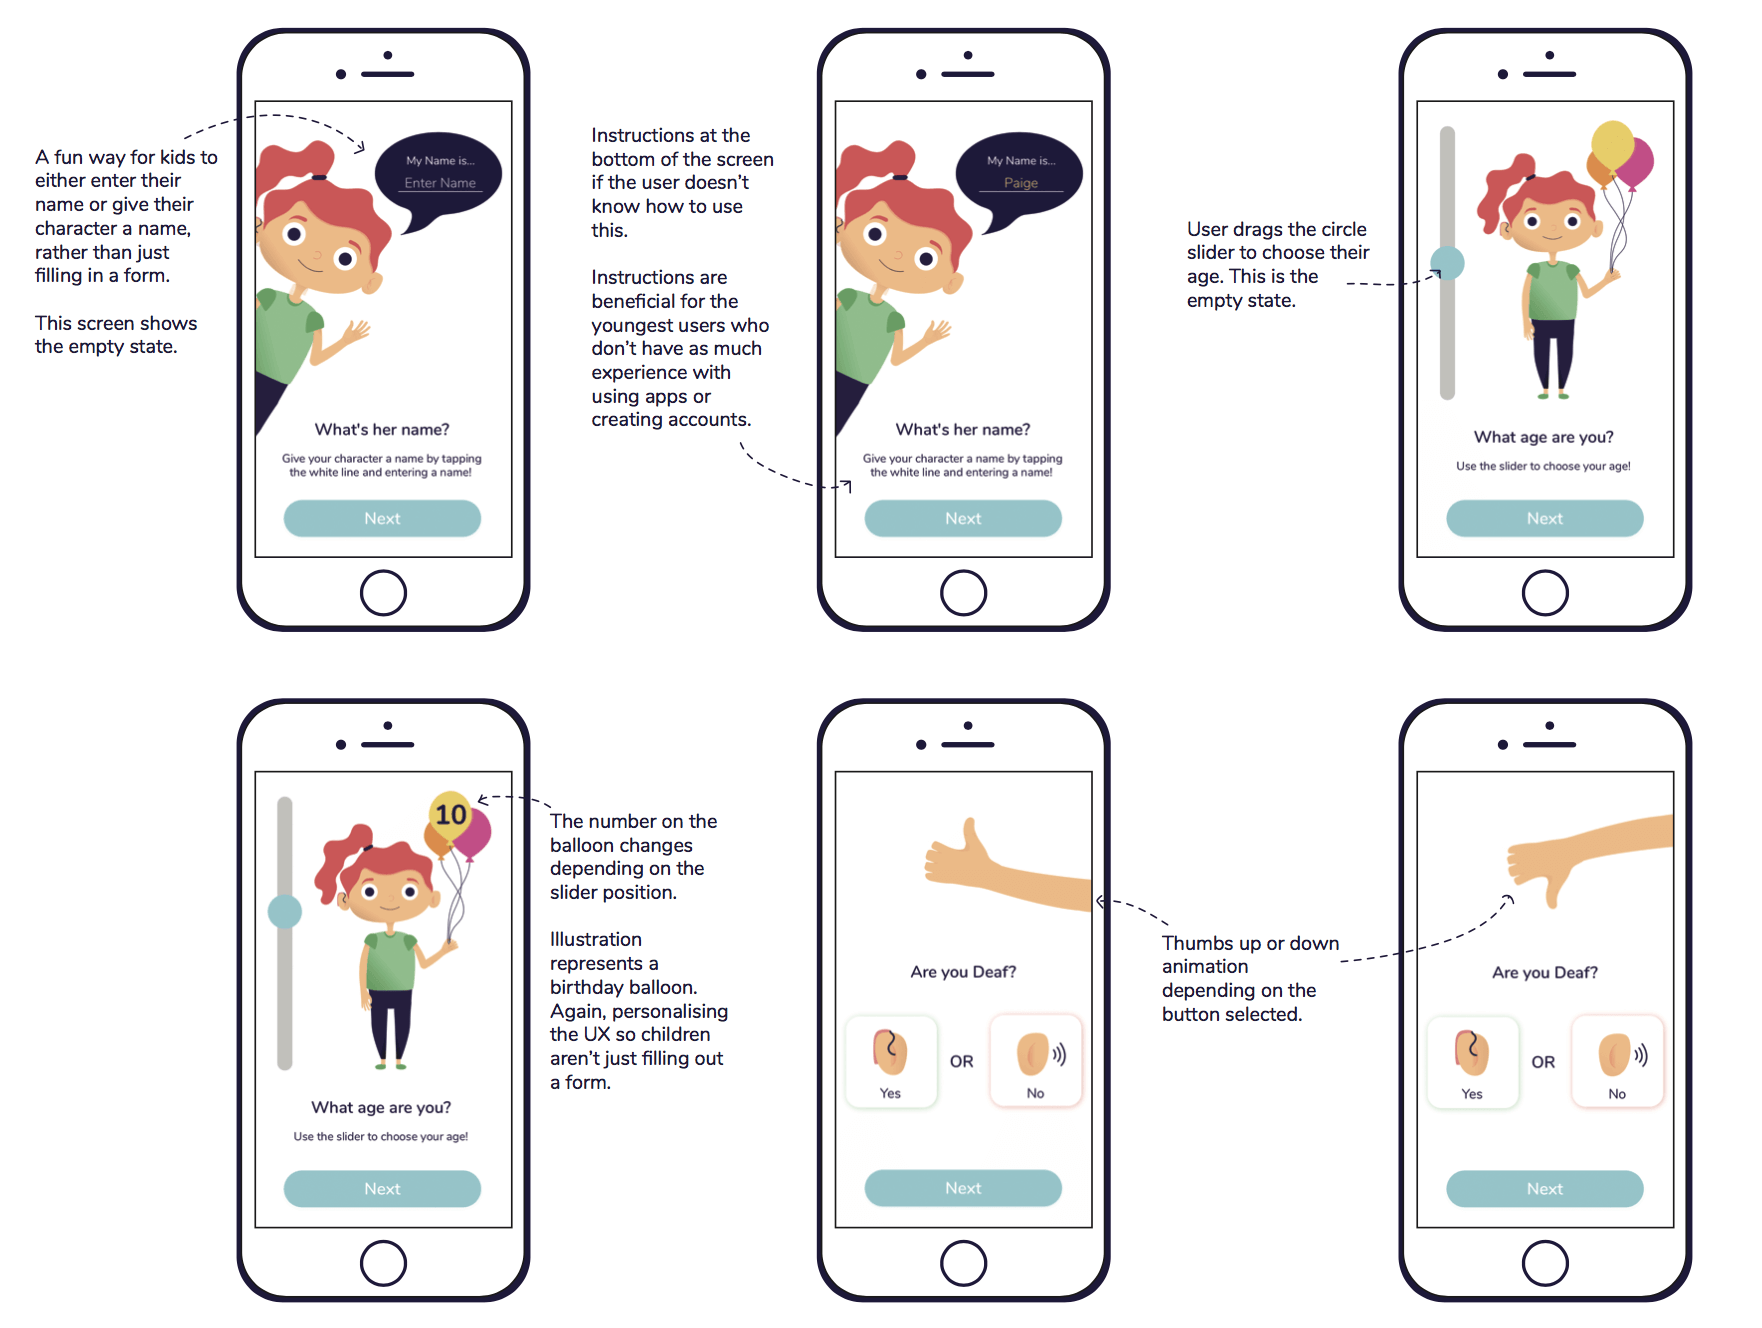 A fun way for kids to
either enter their
name or give their
character a name,
rather than just
filling in a form.
This screen shows
the empty state.
My Name is...
Enter Name
What's her name?
Give your character a name by tapping
the white line and entering a name!
Next
Instructions at the
bottom of the screen
if the user doesn't
know how to use
this.
Instructions are
beneficial for the
youngest users who
don't have as much
experience with
using apps or
creating accounts.
My Name is...
Paige
What's her name?
Give your character a name by tapping
the white line and entering a name!
Next
User drags the circle
slider to choose their
age. This is the
empty state.
What age are you?
Use the slider to choose your age!
Next
10
What age are you?
Use the slider to choose your age!
Next
The number on the
balloon changes
depending on the
slider position.
Illustration
represents a
birthday balloon.
Again, personalising
the UX so children
aren't just filling out
a form.
Are you Deaf?
Yes
OR
No
Next
Thumbs up or down
animation
depending on the
button selected.
Are you Deaf?
Yes
OR
No
Next